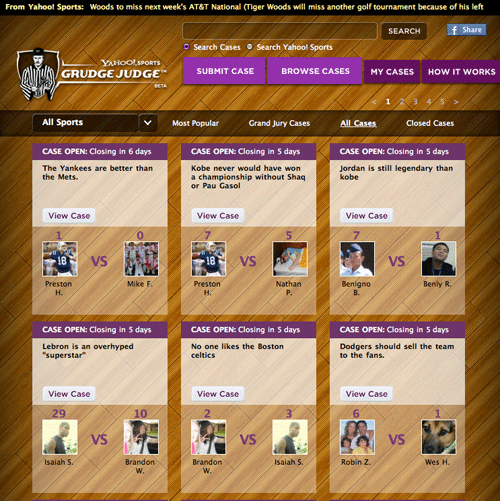 From Yahoo! Sports: Woods to miss next week's AT&T National (Tiger Woods will miss another golf tournament because of his left
SEARCH
Share
Search Cases Search Yahoo! Sports
YAHOO! SPORTS
GRUDGE JUDGE™
BETA
SUBMIT CASE BROWSE CASES MY CASES HOW IT WORKS
< 1 2 3 4 5 >
All Sports Most Popular Grand Jury Cases All Cases Closed Cases
CASE OPEN: Closing in 6 days
The Yankees are better than
the Mets.
View Case
1 0
VS
Preston
H.
Mike F.
CASE OPEN: Closing in 5 days
Kobe never would have won
a championship without Shaq
or Pau Gasol
View Case
7 5
VS
Preston
H.
Nathan
P.
CASE OPEN: Closing in 5 days
Jordan is still legendary than
kobe
View Case
7 1
VS
Benigno
B.
Benly R.
CASE OPEN: Closing in 5 days
Lebron is an overhyped
"superstar"
View Case
29 10
VS
Isaiah S.
Brandon
W.
CASE OPEN: Closing in 5 days
No one likes the Boston
celtics
View Case
2 3
VS
Brandon
W.
Isaiah S.
CASE OPEN: Closing in 5 days
Dodgers should sell the team
to the fans.
View Case
6 1
VS
Robin Z.
Wes H.